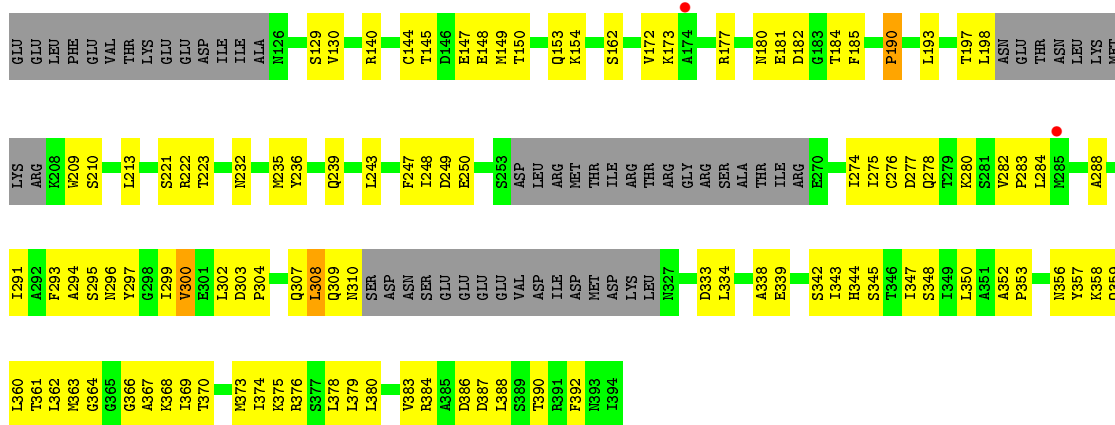 GLU GLU LEU PHE GLU VAL THR LYS GLU GLU ASP ILE ILE ALA N126 S129 V130 R140 C144 T145 D146 E147 E148 M149 T150 Q153 K154 S162 V172 K173 A174 R177 N180 E181 D182 G183 T184 F185 P190 L193 T197 L198 ASN GLU THR ASN LEU LYS MET
LYS ARG K208 W209 S210 L213 S221 R222 T223 N232 M235 Y236 Q239 L243 F247 I248 D249 E250 S253 ASP LEU ARG MET THR ILE ARG THR ARG GLY ARG SER ALA THR ILE ARG E270 I274 I275 C276 D277 Q278 T279 K280 S281 V282 P283 L284 M285 A288
I291 A292 F293 A294 S295 N296 Y297 G298 I299 V300 E301 L302 D303 P304 Q307 L308 Q309 N310 SER ASP ASN SER GLU GLU GLU GLU VAL ASP ILE ASP MET ASP LYS LEU N327 D333 L334 A338 E339 S342 I343 H344 S345 T346 I347 S348 I349 L350 A351 A352 P353 N356 Y357 K358 Q359
L360 T361 L362 M363 G364 G365 G366 A367 K368 I369 T370 M373 I374 K375 R376 S377 L378 L379 L380 V383 R384 A385 D386 D387 L388 S389 T390 R391 F392 N393 I394